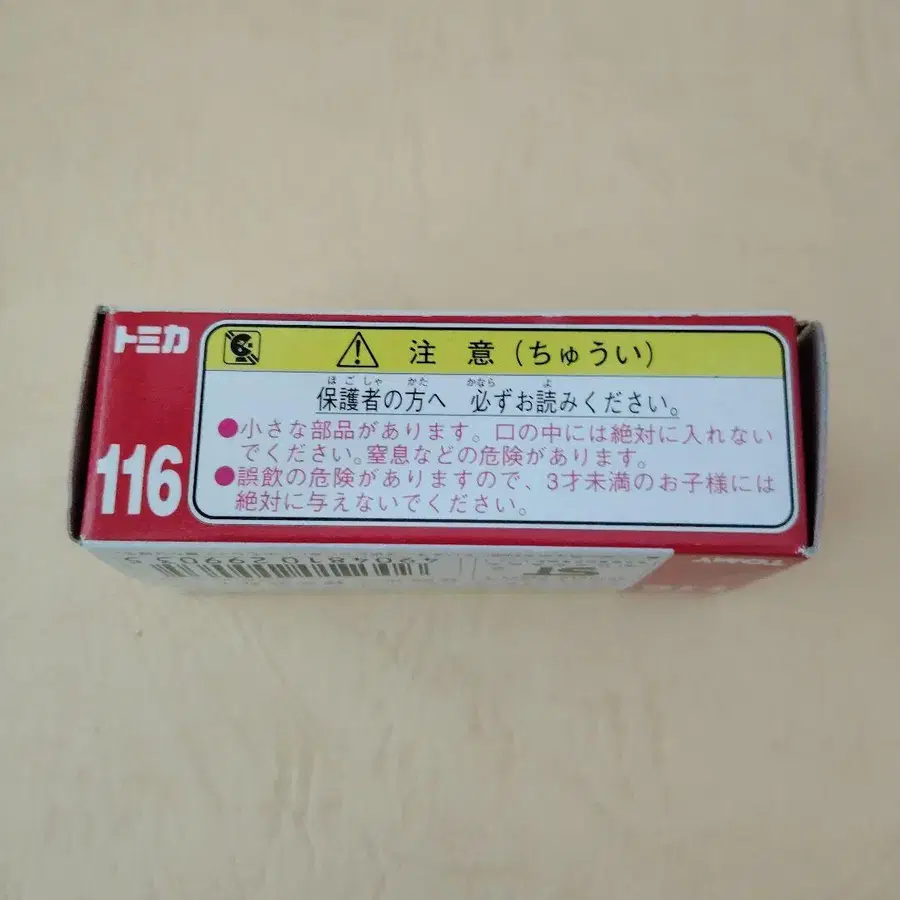 トミカ
116
注意(ちゅうい)
ほごしゃ かた かなら よ
保護者の方へ 必ずお読みください。
●小さな部品があります。口の中には絶対に入れない
でください。窒息などの危険があります。
●誤飲の危険がありますので、3才未満のお子様には
絶対に与えないでください。
TOMY
ST